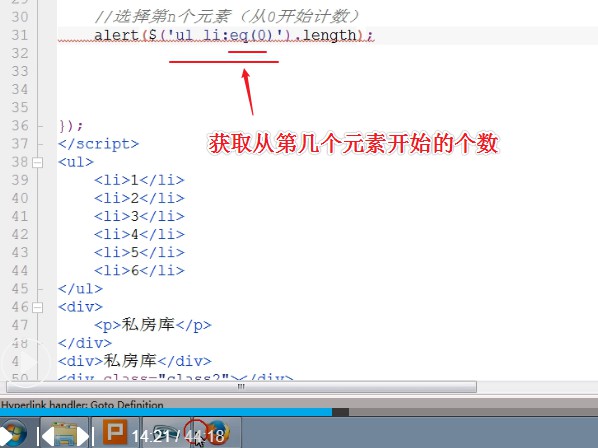 30 //选择第n个元素（从0开始计数）
31 alert($('ul li:eq(0)').length);
32
33
34
35
36 });
37 </script>
获取从第几个元素开始的个数
38 <ul>
39 <li>1</li>
40 <li>2</li>
41 <li>3</li>
42 <li>4</li>
43 <li>5</li>
44 <li>6</li>
45 </ul>
46 <div>
47 <p>私房库</p>
48 </div>
4 <div>私房库</div>
50 <div class="class2"></div>
Hyperlink handler: Goto Definition
14:21 / 44:18